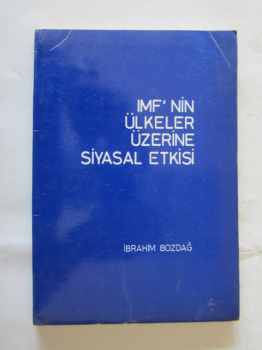 IMF' NİN
ÜLKELER
ÜZERİNE
SİYASAL ETKİSİ
İBRAHİM BOZDAĞ